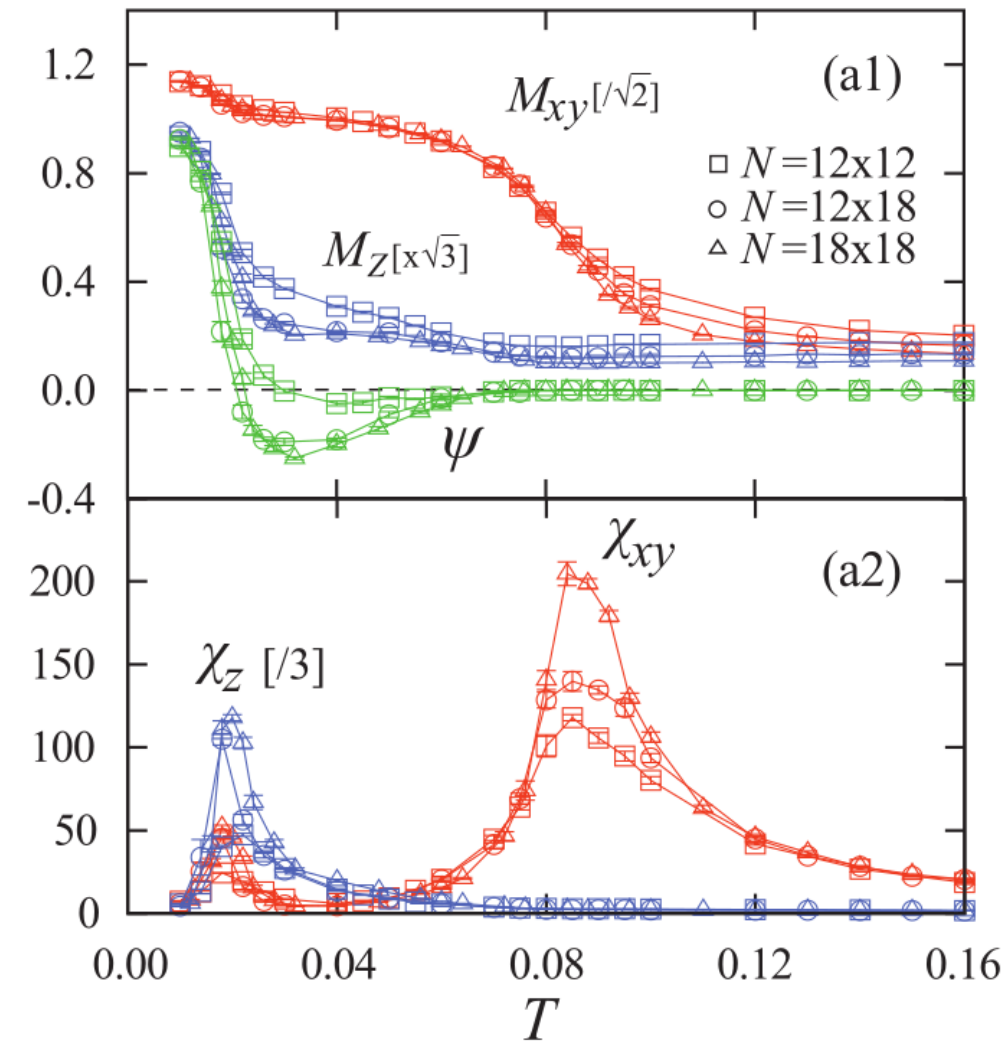 1.2
(a1)
M_xy [/√2]
0.8
□ N=12x12
○ N=12x18
△ N=18x18
M_Z [x√3]
0.4
0.0
ψ
-0.4
χ_xy
(a2)
200
χ_z [/3]
150
100
50
0
0.00 0.04 0.08 0.12 0.16
T